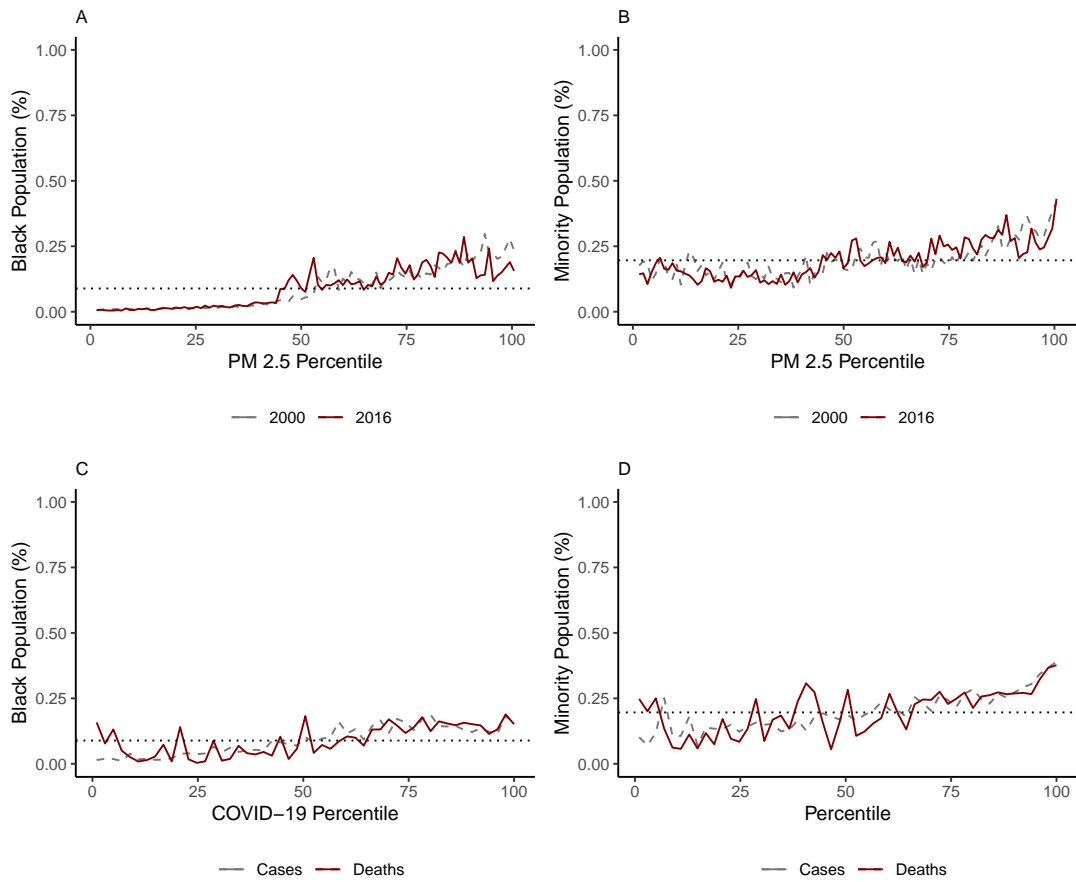 A
1.00
0.75
0.50
0.25
0.00
Black Population (%)
0 25 50 75 100
PM 2.5 Percentile
2000 2016
B
1.00
0.75
0.50
0.25
0.00
Minority Population (%)
0 25 50 75 100
PM 2.5 Percentile
2000 2016
C
1.00
0.75
0.50
0.25
0.00
Black Population (%)
0 25 50 75 100
COVID−19 Percentile
Cases Deaths
D
1.00
0.75
0.50
0.25
0.00
Minority Population (%)
0 25 50 75 100
Percentile
Cases Deaths